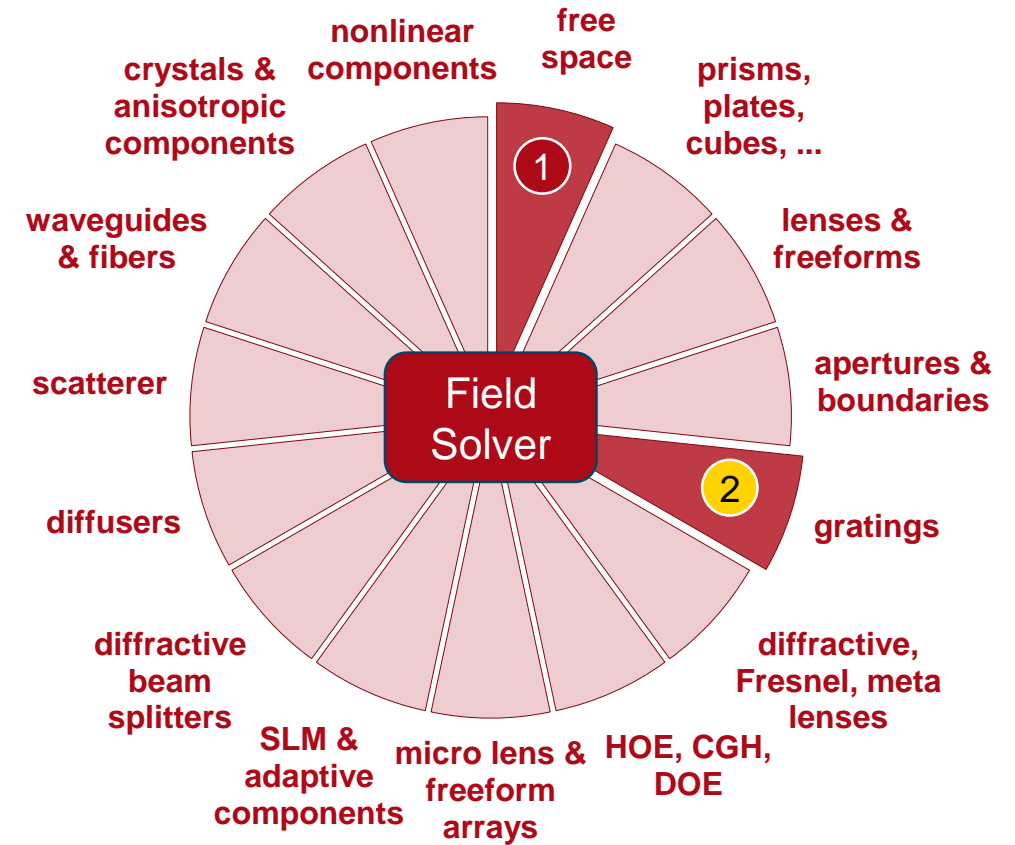 free
space
prisms,
plates,
cubes, ...
lenses &
freeforms
apertures &
boundaries
gratings
diffractive,
Fresnel, meta
lenses
HOE, CGH,
DOE
micro lens &
freeform
arrays
SLM &
adaptive
components
diffractive
beam
splitters
diffusers
scatterer
waveguides
& fibers
crystals &
anisotropic
components
nonlinear
components
1
2
Field
Solver